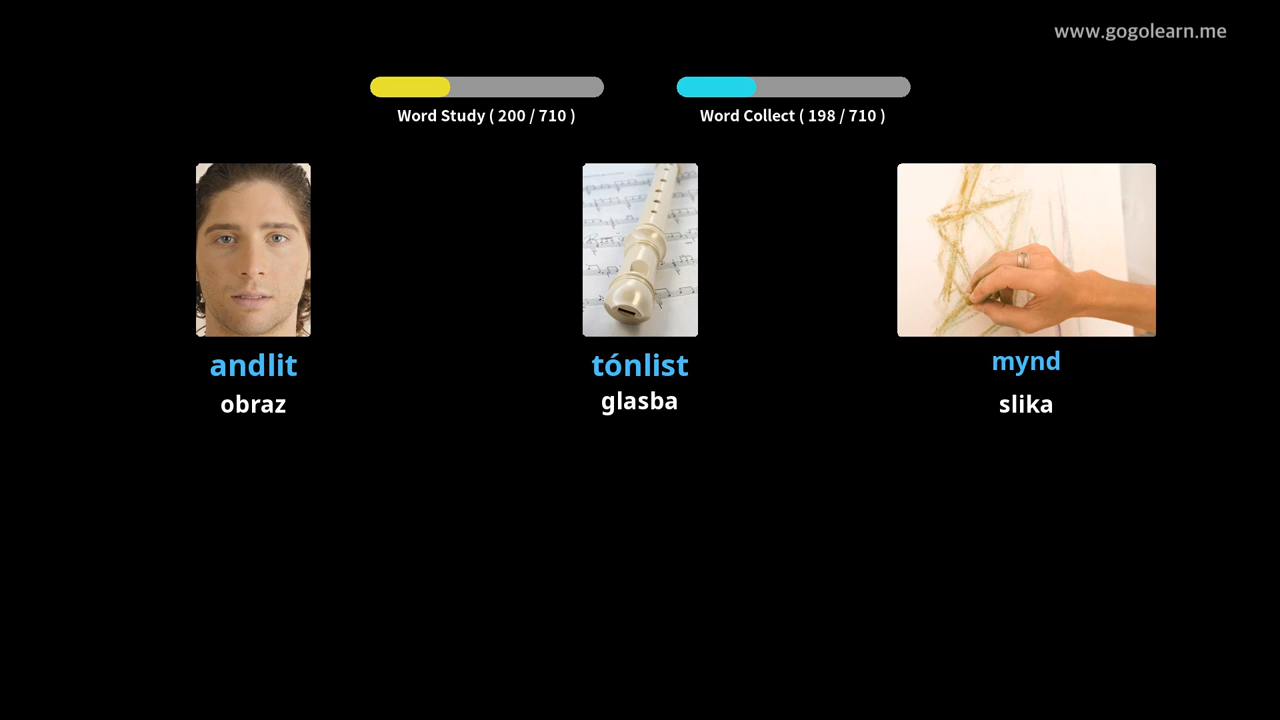 www.gogolearn.me
Word Study ( 200 / 710 )
Word Collect ( 198 / 710 )
andlit
obraz
tónlist
glasba
mynd
slika